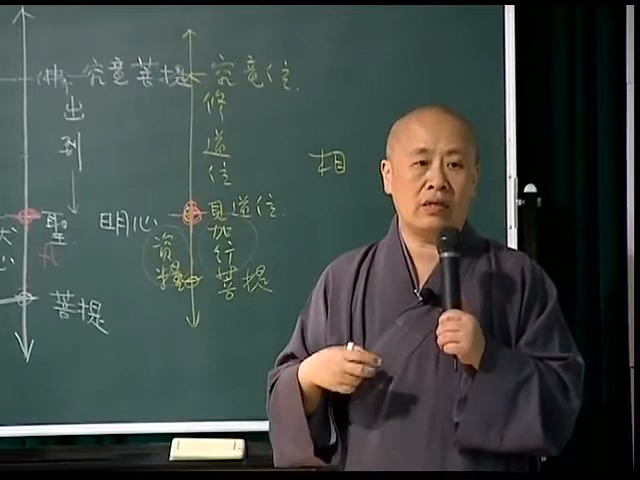 佛 究竟菩提 究竟位
出
到
修道位
相
聖 明心 見道位
凡
心
加行
資糧
菩提 菩提